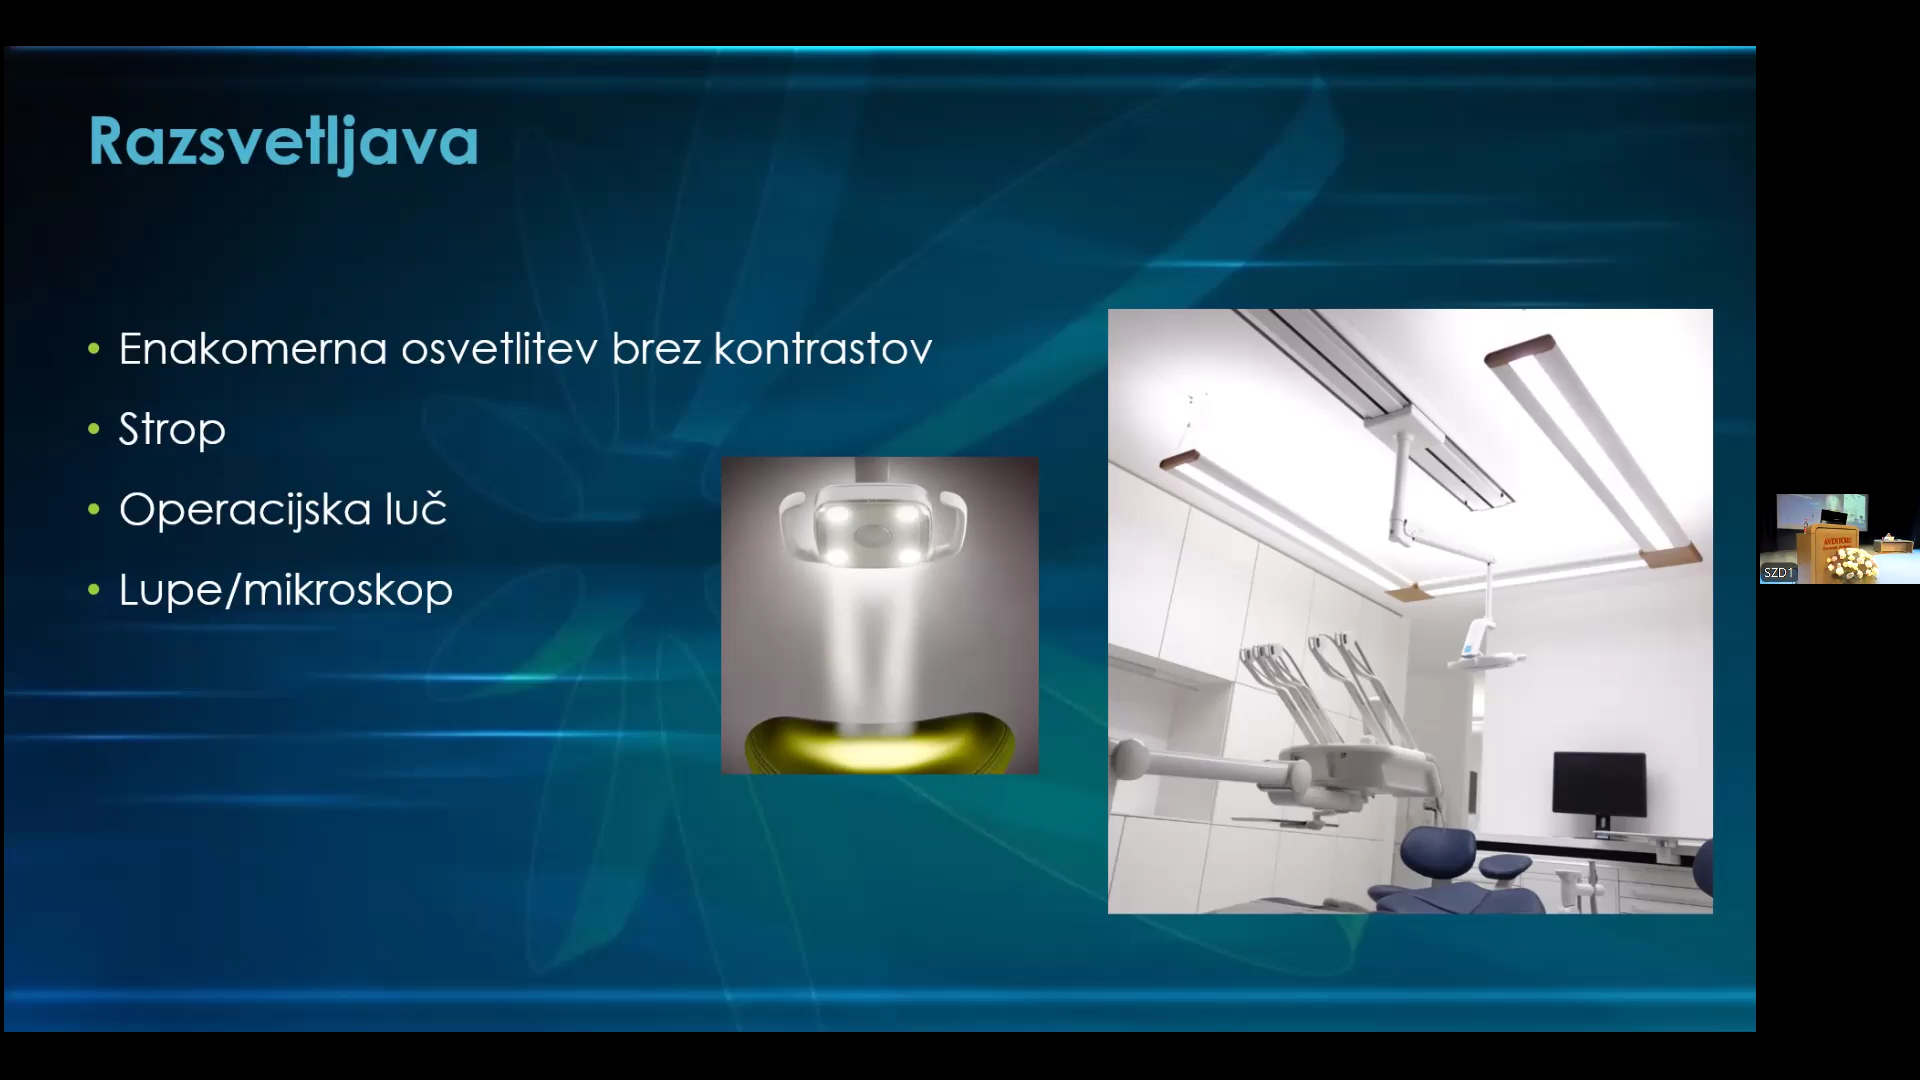 Razsvetljava
• Enakomerna osvetlitev brez kontrastov
• Strop
• Operacijska luč
• Lupe/mikroskop
SZD1